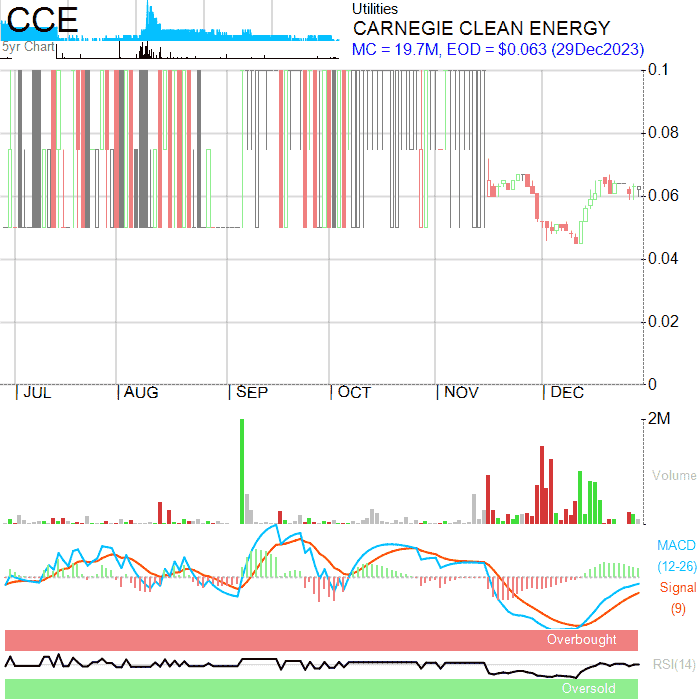 CCE
5yr Chart
Utilities
CARNEGIE CLEAN ENERGY
MC = 19.7M, EOD = $0.063 (29Dec2023)
0.1
0.08
0.06
0.04
0.02
0
JUL AUG SEP OCT NOV DEC
2M
Volume
MACD
(12-26)
Signal
(9)
Overbought
RSI(14)
Oversold